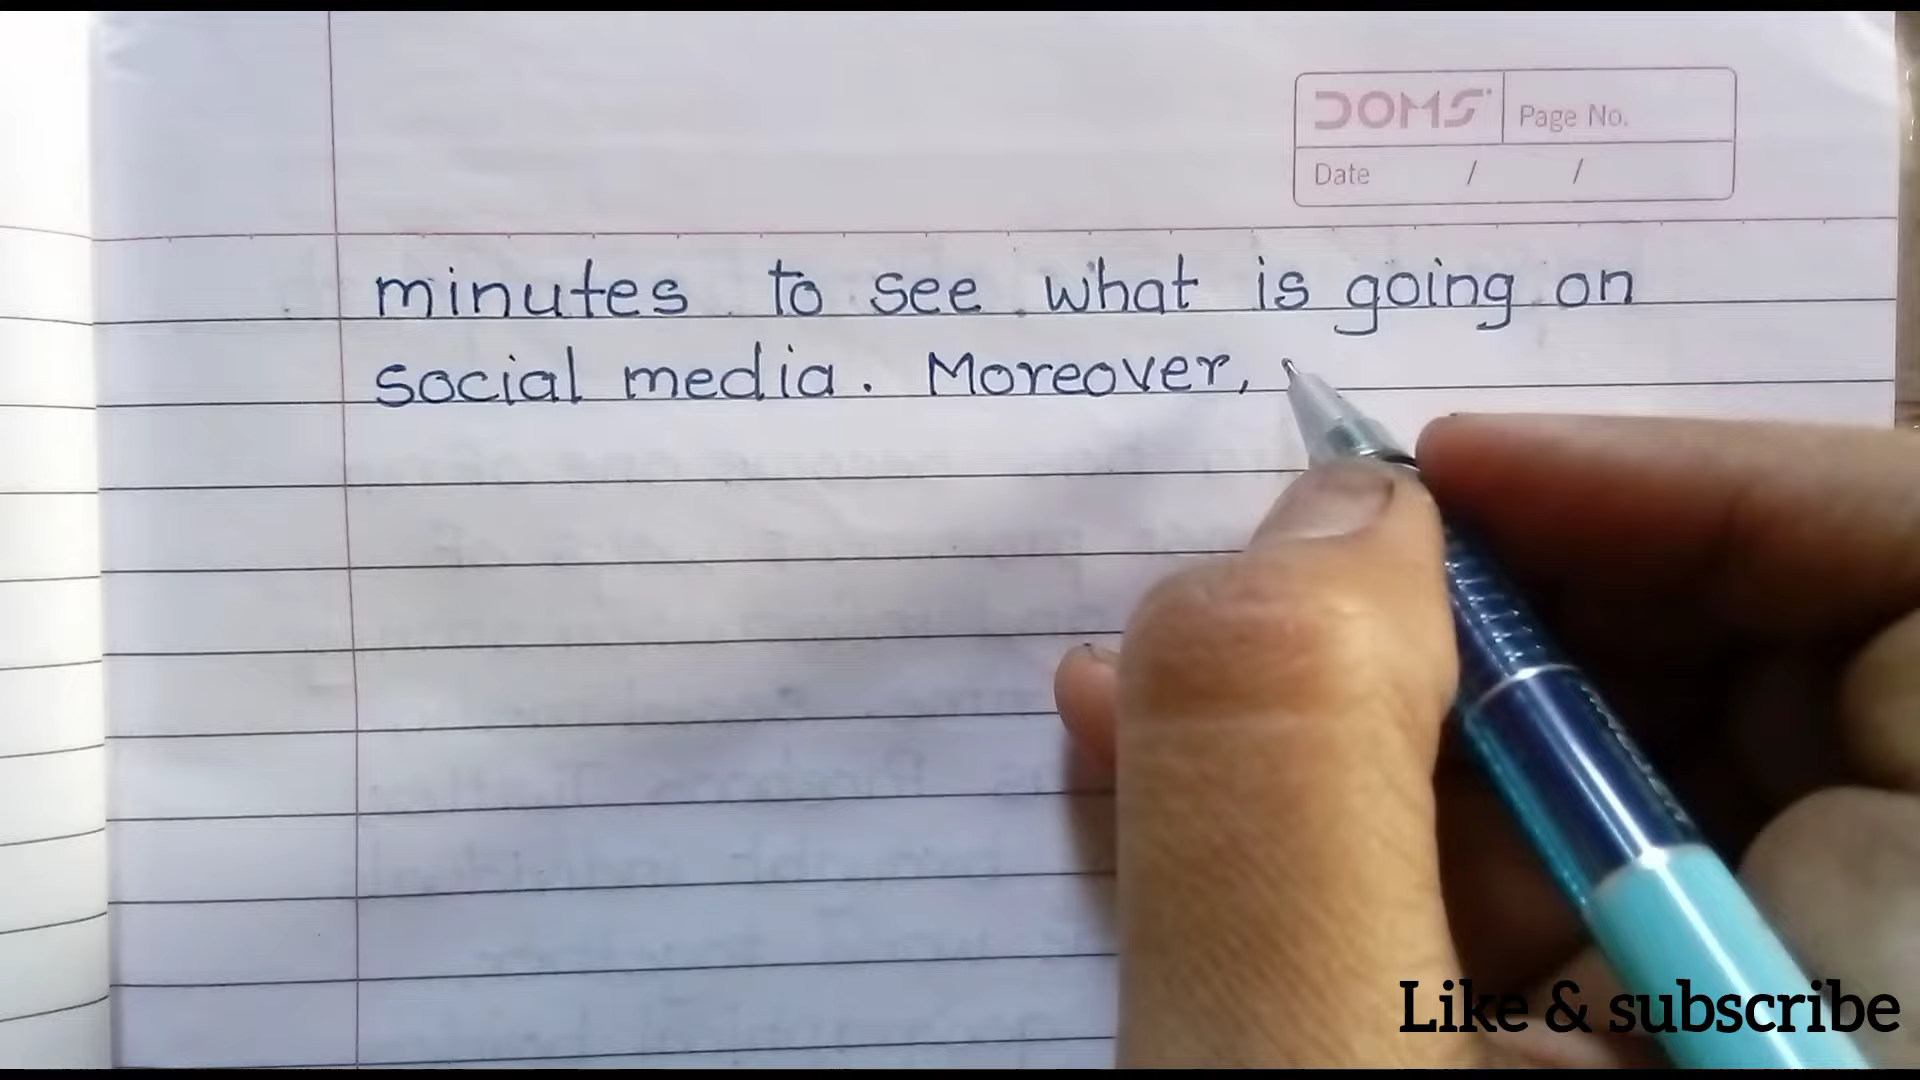 DOMS Page No.
Date / /
minutes to see what is going on
social media. Moreover,
Like & subscribe